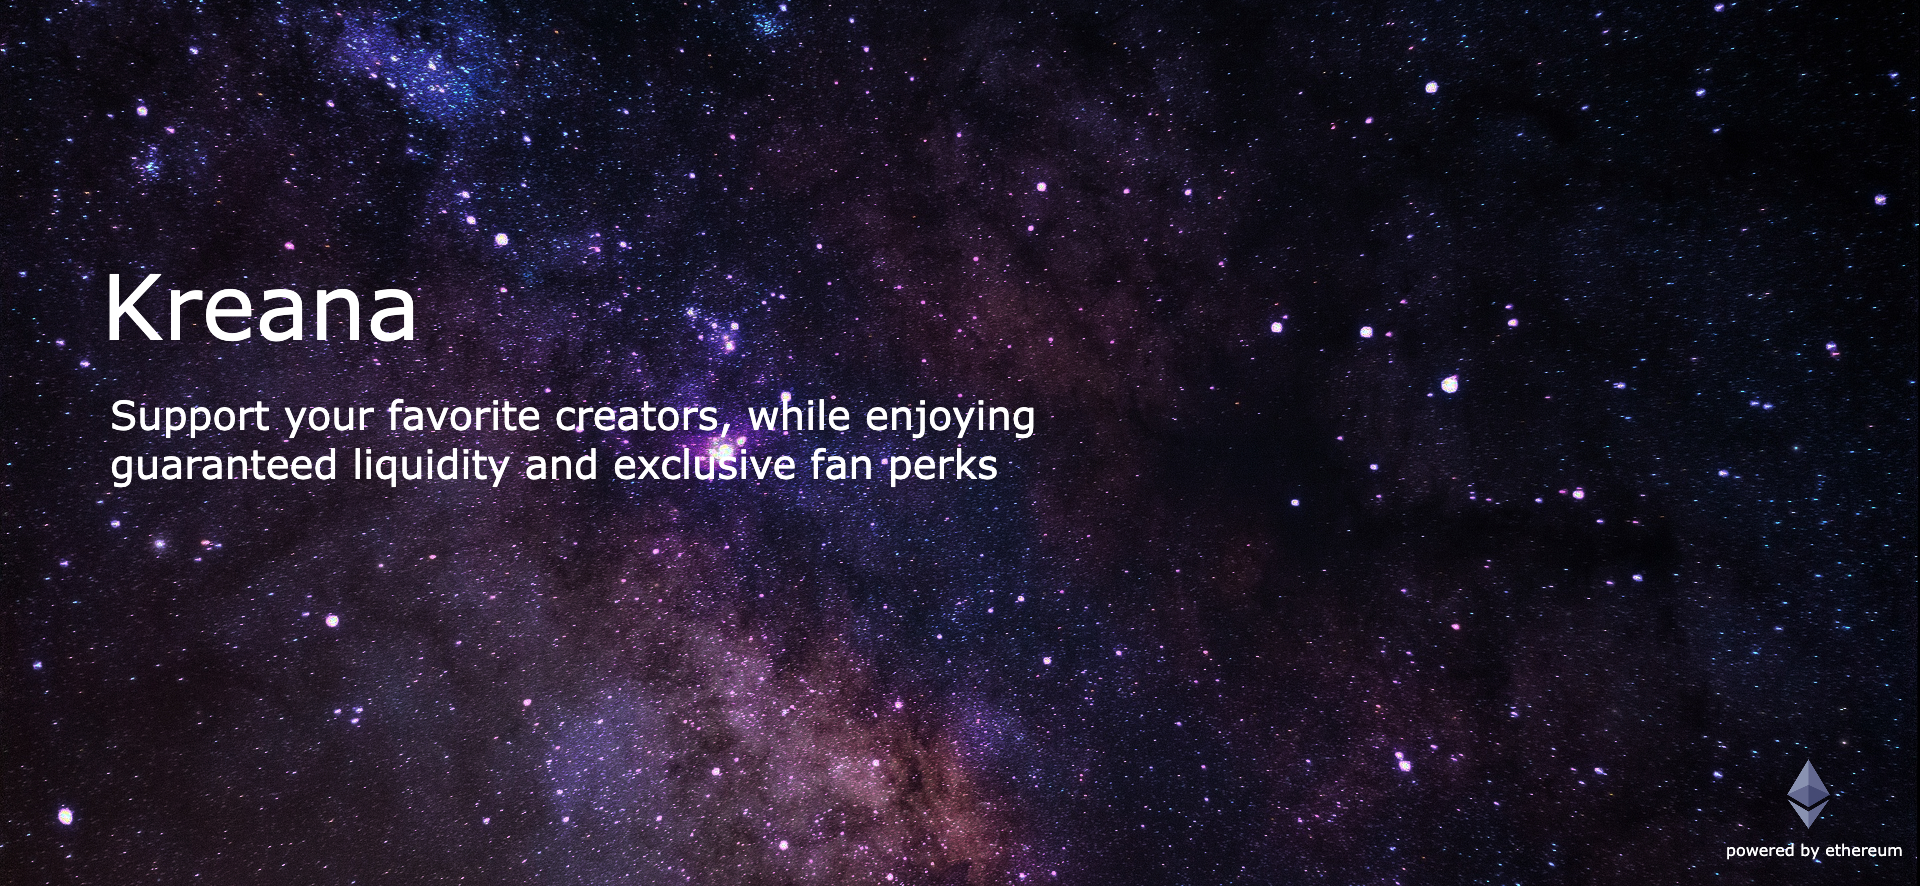 Kreana
Support your favorite creators, while enjoying
guaranteed liquidity and exclusive fan perks
powered by ethereum